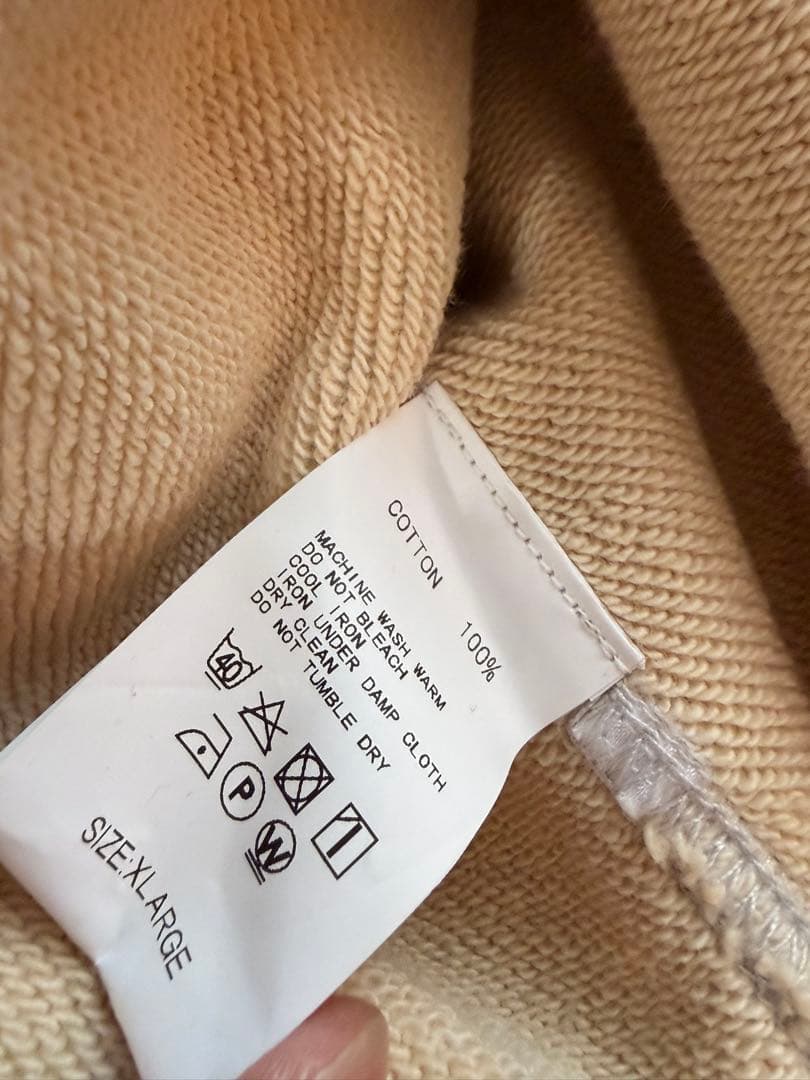 COTTON 100%
MACHINE WASH WARM
DO NOT BLEACH
COOL IRON
IRON UNDER DAMP CLOTH
DRY CLEAN
DO NOT TUMBLE DRY
40
P
W
SIZE:XLARGE